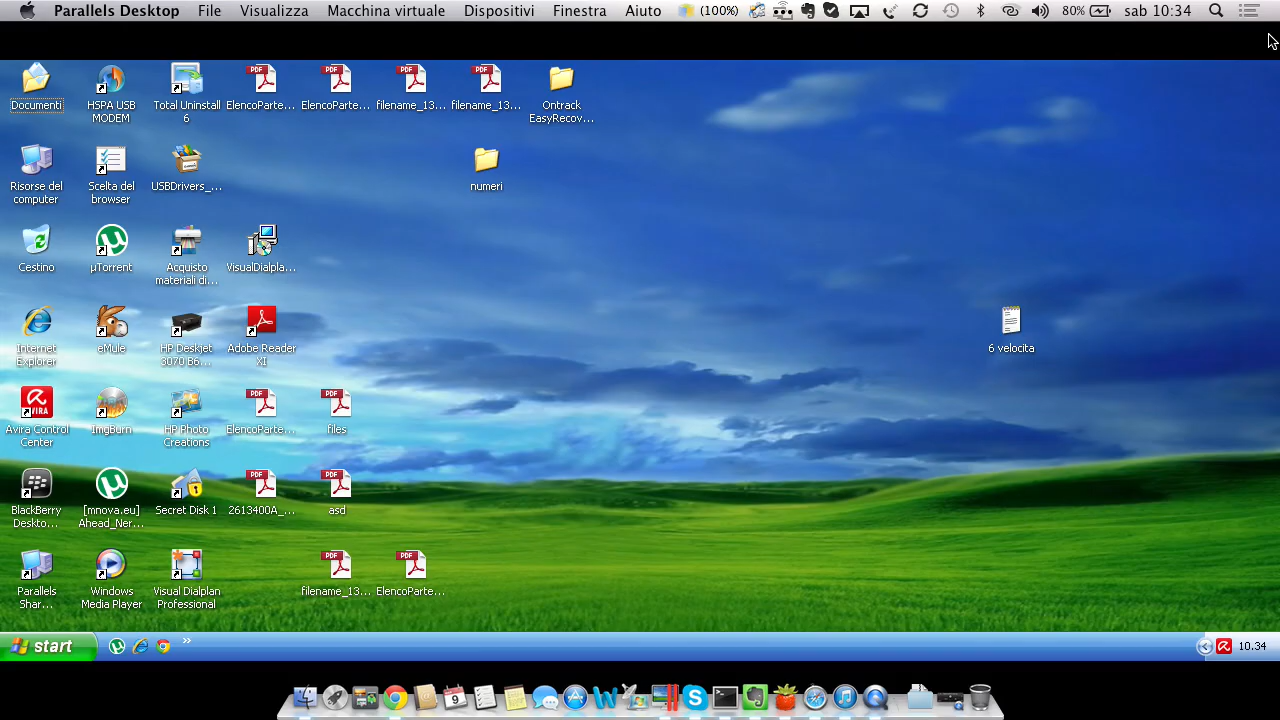 Parallels Desktop File Visualizza Macchina virtuale Dispositivi Finestra Aiuto (100%) 80% sab 10:34
Documenti
HSPA USB
MODEM
Total Uninstall
6
ElencoParte...
ElencoParte...
filename_13...
filename_13...
Ontrack
EasyRecov...
Risorse del
computer
Scelta del
browser
USBDrivers_...
numeri
Cestino
µTorrent
Acquisto
materiali di...
VisualDialpla...
Internet
Explorer
eMule
HP Deskjet
3070 B6...
Adobe Reader
XI
6 velocita
Avira Control
Center
ImgBurn
HP Photo
Creations
ElencoParte...
files
BlackBerry
Deskto...
[mnova.eu]
Ahead_Ner...
Secret Disk 1
2613400A_...
asd
Parallels
Shar...
Windows
Media Player
Visual Dialplan
Professional
filename_13...
ElencoParte...
start
10.34